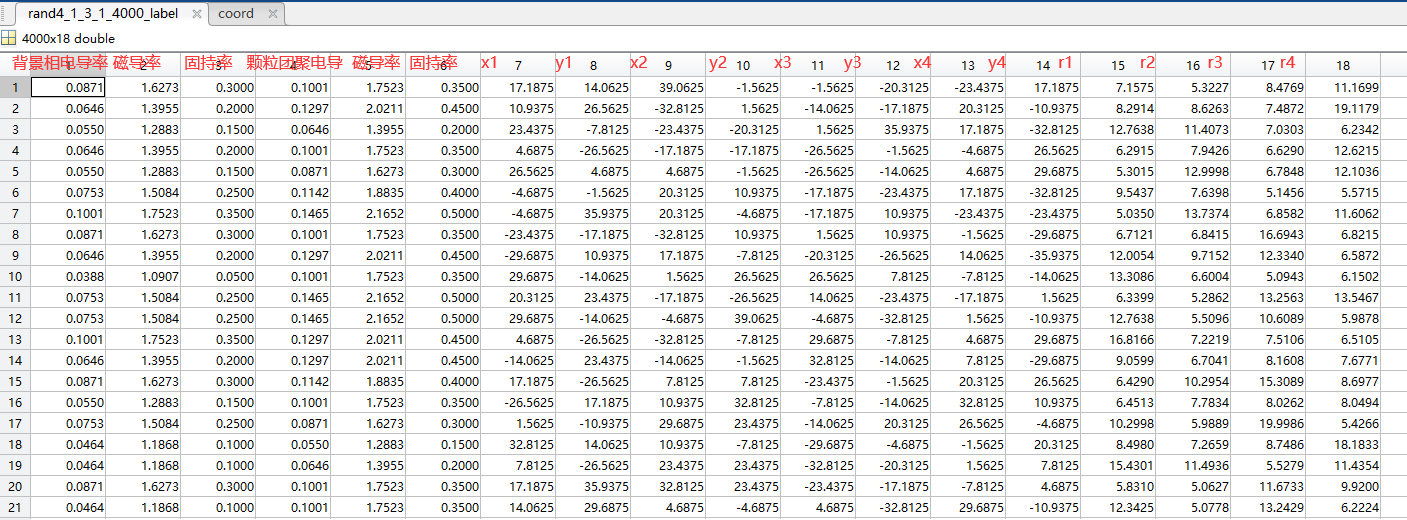 rand4_1_3_1_4000_label coord
4000x18 double
背景相电导率 磁导率 固持率 颗粒团聚电导 磁导率 固持率 x1 y1 x2 y2 x3 y3 x4 y4 r1 r2 r3 r4
1 2 3 4 5 6 7 8 9 10 11 12 13 14 15 16 17 18
1 0.0871 1.6273 0.3000 0.1001 1.7523 0.3500 17.1875 14.0625 39.0625 -1.5625 -1.5625 -20.3125 -23.4375 17.1875 7.1575 5.3227 8.4769 11.1699
2 0.0646 1.3955 0.2000 0.1297 2.0211 0.4500 10.9375 26.5625 -32.8125 1.5625 -14.0625 -17.1875 20.3125 -10.9375 8.2914 8.6263 7.4872 19.1179
3 0.0550 1.2883 0.1500 0.0646 1.3955 0.2000 23.4375 -7.8125 -23.4375 -20.3125 1.5625 35.9375 17.1875 -32.8125 12.7638 11.4073 7.0303 6.2342
4 0.0646 1.3955 0.2000 0.1001 1.7523 0.3500 4.6875 -26.5625 -17.1875 -17.1875 -26.5625 -1.5625 -4.6875 26.5625 6.2915 7.9426 6.6290 12.6215
5 0.0550 1.2883 0.1500 0.0871 1.6273 0.3000 26.5625 4.6875 4.6875 -1.5625 -26.5625 -14.0625 4.6875 29.6875 5.3015 12.9998 6.7848 12.1036
6 0.0753 1.5084 0.2500 0.1142 1.8835 0.4000 -4.6875 -1.5625 20.3125 10.9375 -17.1875 -23.4375 17.1875 -32.8125 9.5437 7.6398 5.1456 5.5715
7 0.1001 1.7523 0.3500 0.1465 2.1652 0.5000 -4.6875 35.9375 20.3125 -4.6875 -17.1875 10.9375 -23.4375 -23.4375 5.0350 13.7374 6.8582 11.6062
8 0.0871 1.6273 0.3000 0.1001 1.7523 0.3500 -23.4375 -17.1875 -32.8125 10.9375 1.5625 10.9375 -1.5625 -29.6875 6.7121 6.8415 16.6943 6.8215
9 0.0646 1.3955 0.2000 0.1297 2.0211 0.4500 -29.6875 10.9375 17.1875 -7.8125 -20.3125 -26.5625 14.0625 -35.9375 12.0054 9.7152 12.3340 6.5872
10 0.0388 1.0907 0.0500 0.1001 1.7523 0.3500 29.6875 -14.0625 1.5625 26.5625 26.5625 7.8125 -7.8125 -14.0625 13.3086 6.6004 5.0943 6.1502
11 0.0753 1.5084 0.2500 0.1465 2.1652 0.5000 20.3125 23.4375 -17.1875 -26.5625 14.0625 -23.4375 -17.1875 1.5625 6.3399 5.2862 13.2563 13.5467
12 0.0753 1.5084 0.2500 0.1465 2.1652 0.5000 29.6875 -14.0625 -4.6875 39.0625 -4.6875 -32.8125 1.5625 -10.9375 12.7638 5.5096 10.6089 5.9878
13 0.1001 1.7523 0.3500 0.1297 2.0211 0.4500 4.6875 -26.5625 -32.8125 -7.8125 29.6875 -7.8125 4.6875 29.6875 16.8166 7.2219 7.5106 6.5105
14 0.0646 1.3955 0.2000 0.1297 2.0211 0.4500 -14.0625 23.4375 -14.0625 -1.5625 32.8125 -14.0625 7.8125 -29.6875 9.0599 6.7041 8.1608 7.6771
15 0.0871 1.6273 0.3000 0.1142 1.8835 0.4000 17.1875 -26.5625 7.8125 7.8125 -23.4375 -1.5625 20.3125 26.5625 6.4290 10.2954 15.3089 8.6977
16 0.0550 1.2883 0.1500 0.1001 1.7523 0.3500 -26.5625 17.1875 10.9375 32.8125 -7.8125 -14.0625 32.8125 10.9375 6.4513 7.7834 8.0262 8.0494
17 0.0753 1.5084 0.2500 0.0871 1.6273 0.3000 1.5625 -10.9375 29.6875 23.4375 -14.0625 20.3125 26.5625 -4.6875 10.2998 5.9889 19.9986 5.4266
18 0.0464 1.1868 0.1000 0.0550 1.2883 0.1500 32.8125 14.0625 10.9375 -7.8125 -29.6875 -4.6875 -1.5625 20.3125 8.4980 7.2659 8.7486 18.1833
19 0.0464 1.1868 0.1000 0.0646 1.3955 0.2000 7.8125 -26.5625 23.4375 23.4375 -32.8125 -20.3125 1.5625 7.8125 15.4301 11.4936 5.5279 11.4354
20 0.0871 1.6273 0.3000 0.1001 1.7523 0.3500 17.1875 35.9375 32.8125 23.4375 -23.4375 -17.1875 -7.8125 4.6875 5.8310 5.0627 11.6733 9.9200
21 0.0464 1.1868 0.1000 0.1001 1.7523 0.3500 14.0625 29.6875 4.6875 -4.6875 4.6875 -32.8125 29.6875 -10.9375 12.3425 5.0778 13.2429 6.2224